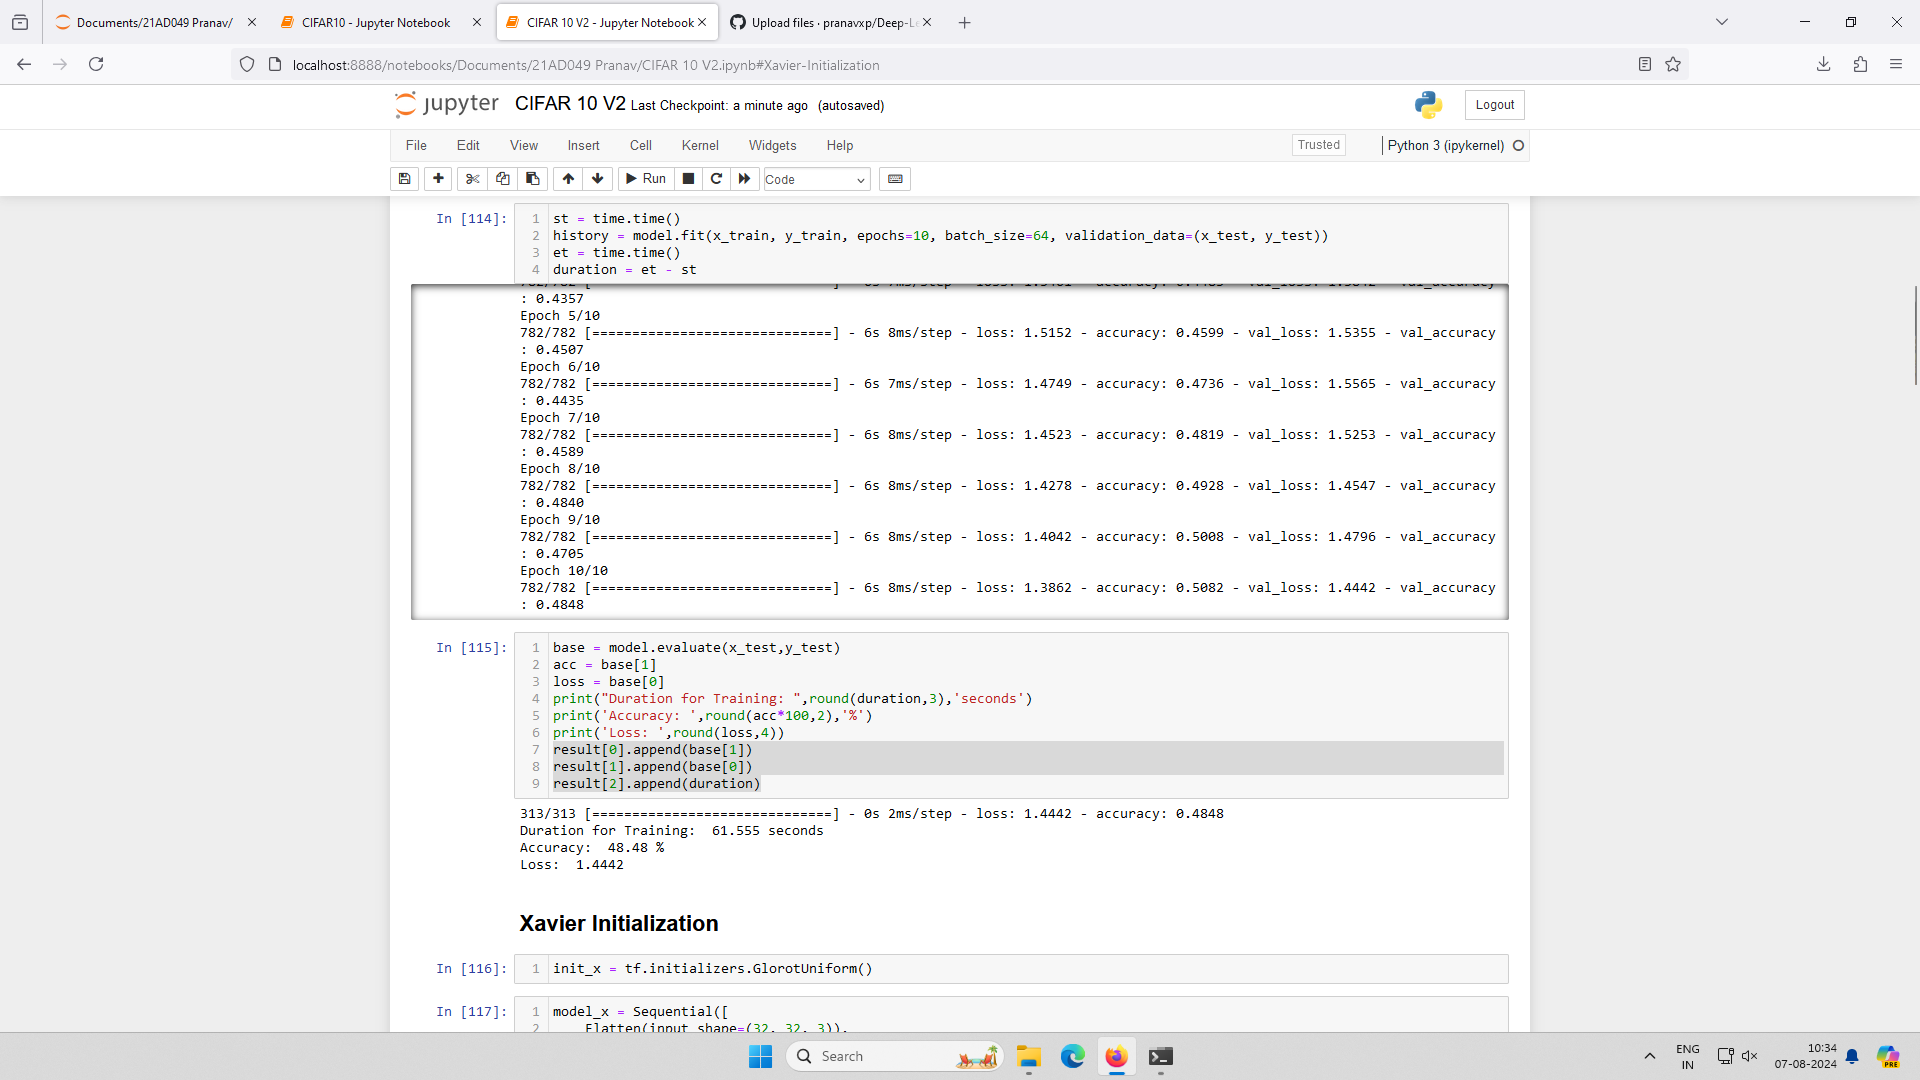 Documents/21AD049 Pranav/
CIFAR10 - Jupyter Notebook
CIFAR 10 V2 - Jupyter Notebook
Upload files · pranavxp/Deep-Le
localhost:8888/notebooks/Documents/21AD049 Pranav/CIFAR 10 V2.ipynb#Xavier-Initialization
jupyter CIFAR 10 V2 Last Checkpoint: a minute ago (autosaved)
Logout
File Edit View Insert Cell Kernel Widgets Help
Trusted
Python 3 (ipykernel)
Run
Code
In [114]:
1 st = time.time()
2 history = model.fit(x_train, y_train, epochs=10, batch_size=64, validation_data=(x_test, y_test))
3 et = time.time()
4 duration = et - st
: 0.4357
Epoch 5/10
782/782 [==============================] - 6s 8ms/step - loss: 1.5152 - accuracy: 0.4599 - val_loss: 1.5355 - val_accuracy
: 0.4507
Epoch 6/10
782/782 [==============================] - 6s 7ms/step - loss: 1.4749 - accuracy: 0.4736 - val_loss: 1.5565 - val_accuracy
: 0.4435
Epoch 7/10
782/782 [==============================] - 6s 8ms/step - loss: 1.4523 - accuracy: 0.4819 - val_loss: 1.5253 - val_accuracy
: 0.4589
Epoch 8/10
782/782 [==============================] - 6s 8ms/step - loss: 1.4278 - accuracy: 0.4928 - val_loss: 1.4547 - val_accuracy
: 0.4840
Epoch 9/10
782/782 [==============================] - 6s 8ms/step - loss: 1.4042 - accuracy: 0.5008 - val_loss: 1.4796 - val_accuracy
: 0.4705
Epoch 10/10
782/782 [==============================] - 6s 8ms/step - loss: 1.3862 - accuracy: 0.5082 - val_loss: 1.4442 - val_accuracy
: 0.4848
In [115]:
1 base = model.evaluate(x_test,y_test)
2 acc = base[1]
3 loss = base[0]
4 print("Duration for Training: ",round(duration,3),'seconds')
5 print('Accuracy: ',round(acc*100,2),'%')
6 print('Loss: ',round(loss,4))
7 result[0].append(base[1])
8 result[1].append(base[0])
9 result[2].append(duration)
313/313 [==============================] - 0s 2ms/step - loss: 1.4442 - accuracy: 0.4848
Duration for Training:  61.555 seconds
Accuracy:  48.48 %
Loss:  1.4442
Xavier Initialization
In [116]:
1 init_x = tf.initializers.GlorotUniform()
In [117]:
1 model_x = Sequential([
2     Flatten(input_shape=(32, 32, 3)),
Search
ENG
IN
10:34
07-08-2024
PRE